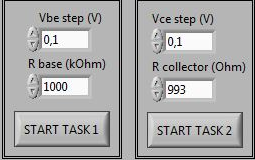 Vbe step (V)
0,1
R base (kOhm)
1000
START TASK 1
Vce step (V)
0,1
R collector (Ohm)
993
START TASK 2